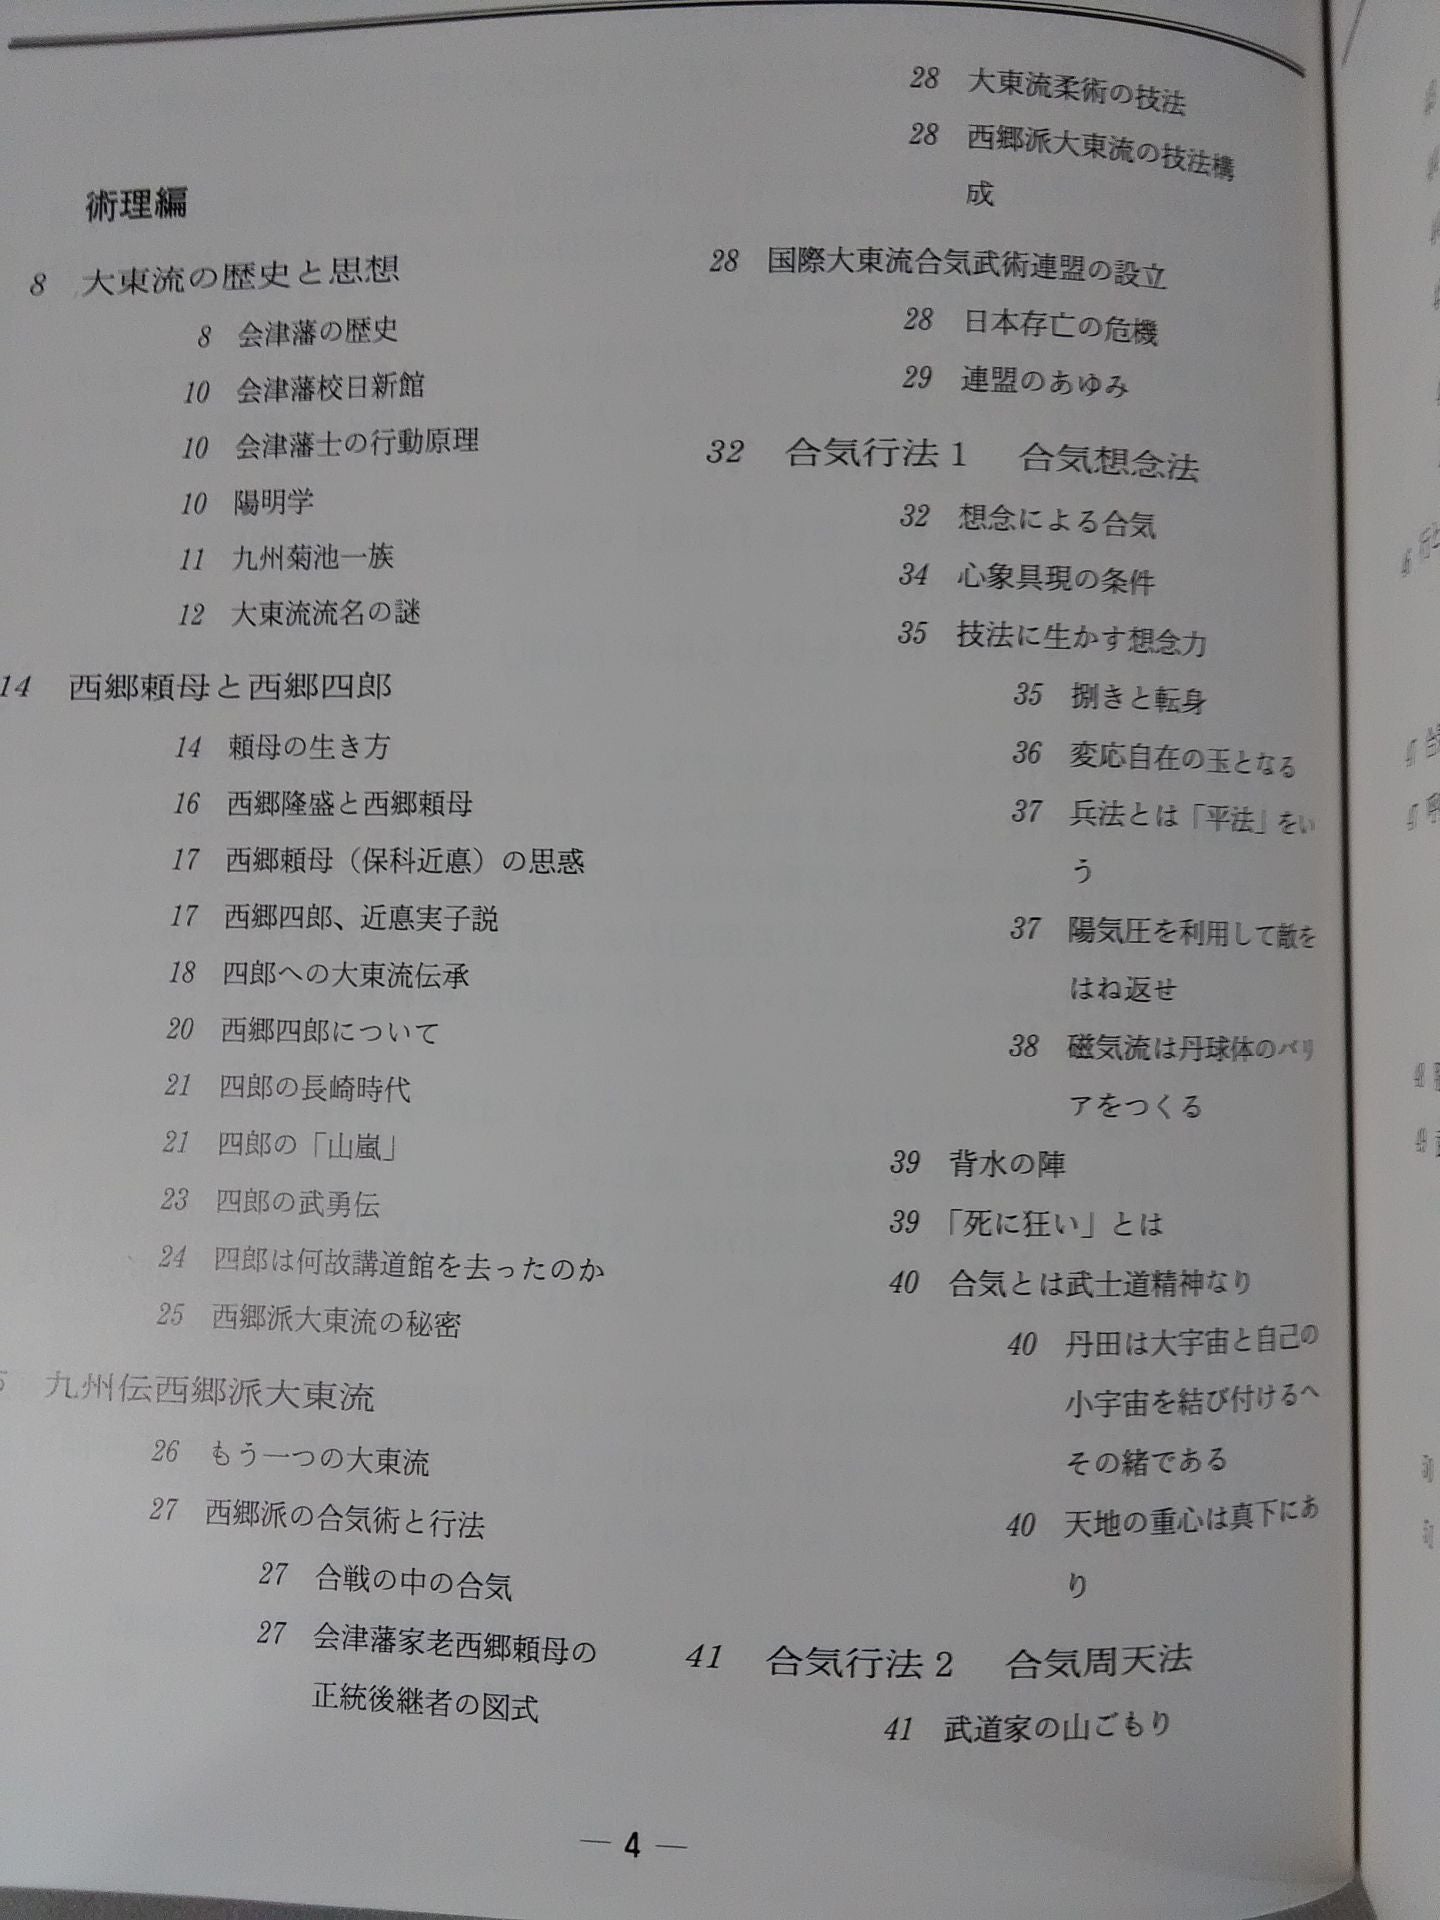 術理編
8 大東流の歴史と思想
8 会津藩の歴史
10 会津藩校日新館
10 会津藩士の行動原理
10 陽明学
11 九州菊池一族
12 大東流流名の謎
14 西郷頼母と西郷四郎
14 頼母の生き方
16 西郷隆盛と西郷頼母
17 西郷頼母（保科近悳）の思惑
17 西郷四郎、近悳実子説
18 四郎への大東流伝承
20 西郷四郎について
21 四郎の長崎時代
21 四郎の「山嵐」
23 四郎の武勇伝
24 四郎は何故講道館を去ったのか
25 西郷派大東流の秘密
九州伝西郷派大東流
26 もう一つの大東流
27 西郷派の合気術と行法
27 合戦の中の合気
27 会津藩家老西郷頼母の
正統後継者の図式
28 大東流柔術の技法
28 西郷派大東流の技法構
成
28 国際大東流合気武術連盟の設立
28 日本存亡の危機
29 連盟のあゆみ
32 合気行法1 合気想念法
32 想念による合気
34 心象具現の条件
35 技法に生かす想念力
35 捌きと転身
36 変応自在の玉となる
37 兵法とは「平法」をい
う
37 陽気圧を利用して敵を
はね返せ
38 磁気流は丹球体のバリ
アをつくる
39 背水の陣
39 「死に狂い」とは
40 合気とは武士道精神なり
40 丹田は大宇宙と自己の
小宇宙を結び付けるへ
その緒である
40 天地の重心は真下にあ
り
41 合気行法2 合気周天法
41 武道家の山ごもり
— 4 —